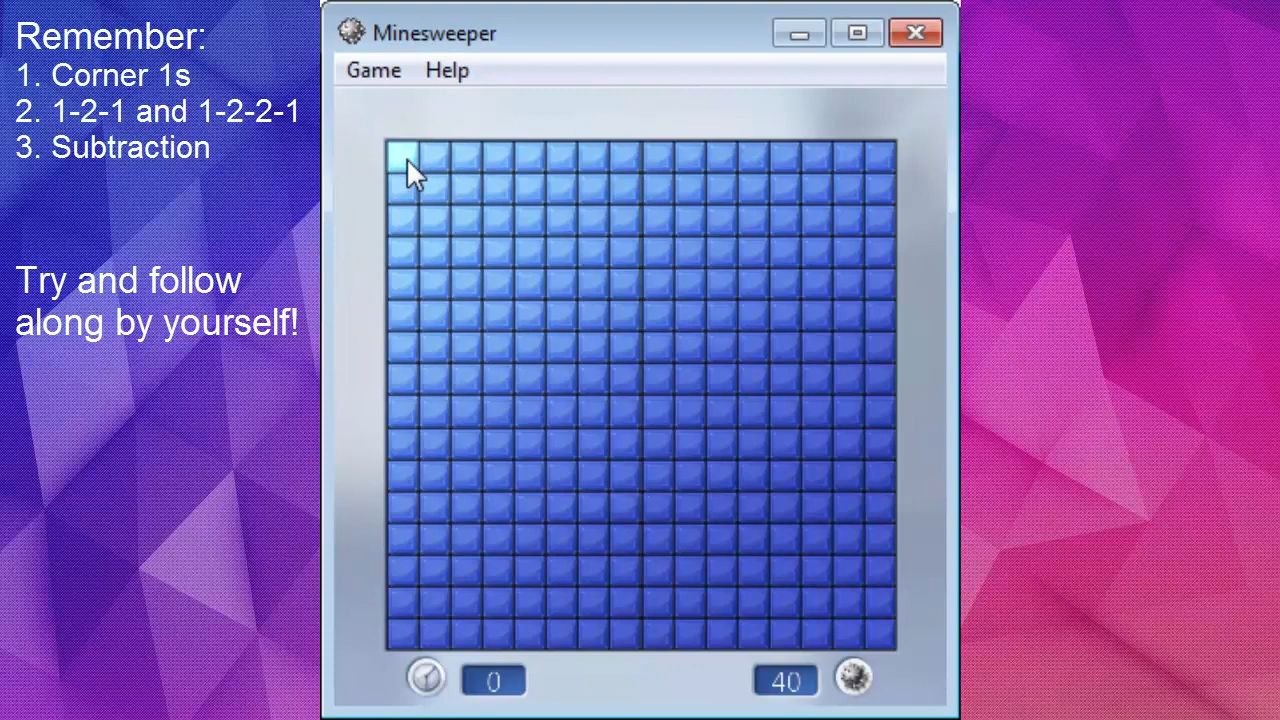 Remember:
1. Corner 1s
2. 1-2-1 and 1-2-2-1
3. Subtraction
Try and follow
along by yourself!
Minesweeper
Game Help
0
40